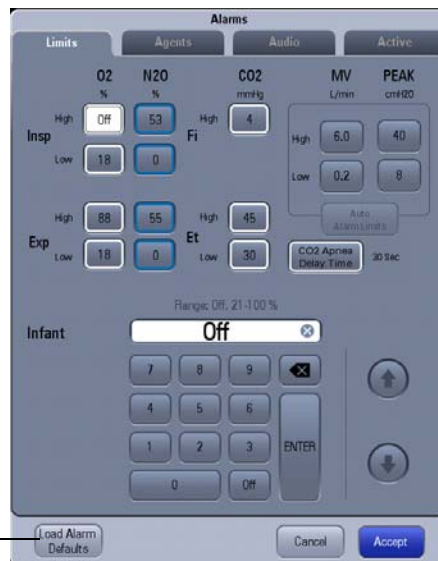 Alarms
Limits Agents Audio Active
O2 N2O CO2 MV PEAK
% % mmHg L/min cmH2O
Insp High Off 53 Fi High 4 High 6.0 40
Low 18 0 Low 0.2 8
Auto
Alarm Limits
Exp High 88 55 Et High 45
Low 18 0 Low 30
CO2 Apnea
Delay Time 30 Sec
Range: Off, 21-100 %
Infant Off
7 8 9
4 5 6
1 2 3 ENTER
0 Off
Load Alarm
Defaults Cancel Accept